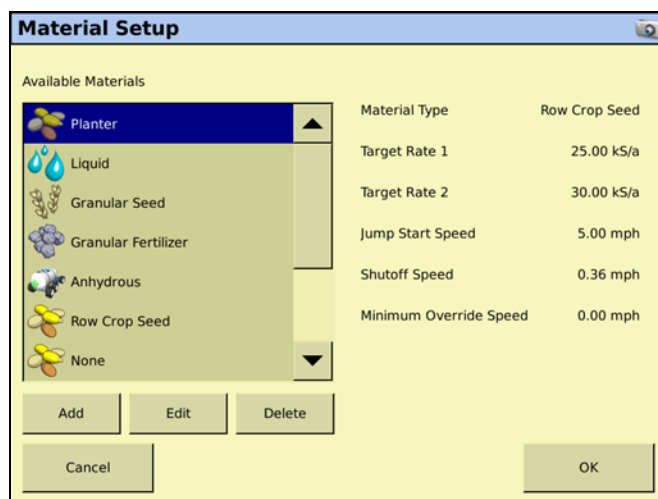 Material Setup
Available Materials
Planter
Liquid
Granular Seed
Granular Fertilizer
Anhydrous
Row Crop Seed
None
Material Type Row Crop Seed
Target Rate 1 25.00 kS/a
Target Rate 2 30.00 kS/a
Jump Start Speed 5.00 mph
Shutoff Speed 0.36 mph
Minimum Override Speed 0.00 mph
Add Edit Delete
Cancel OK